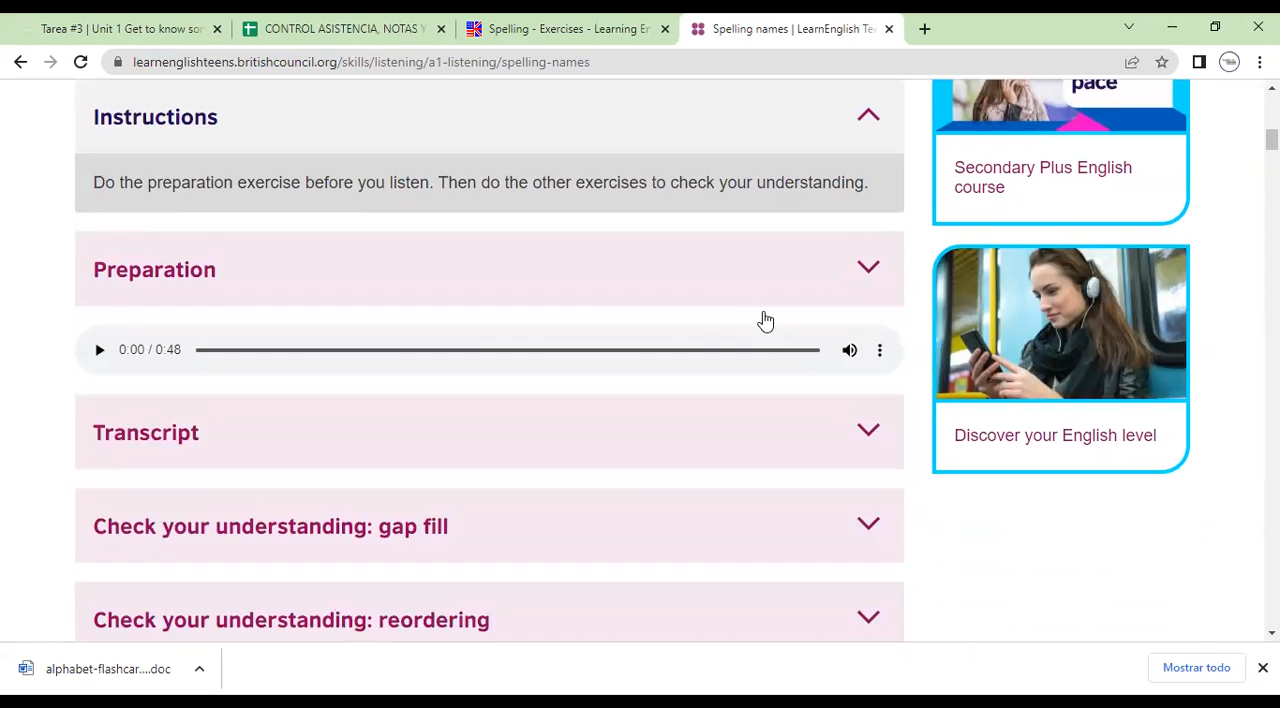 Tarea #3 | Unit 1 Get to know sor
CONTROL ASISTENCIA, NOTAS Y
Spelling - Exercises - Learning Er
Spelling names | LearnEnglish Tee
learnenglishteens.britishcouncil.org/skills/listening/a1-listening/spelling-names
pace
Instructions
Do the preparation exercise before you listen. Then do the other exercises to check your understanding.
Secondary Plus English
course
Preparation
0:00 / 0:48
Transcript
Discover your English level
Check your understanding: gap fill
Check your understanding: reordering
alphabet-flashcar....doc
Mostrar todo